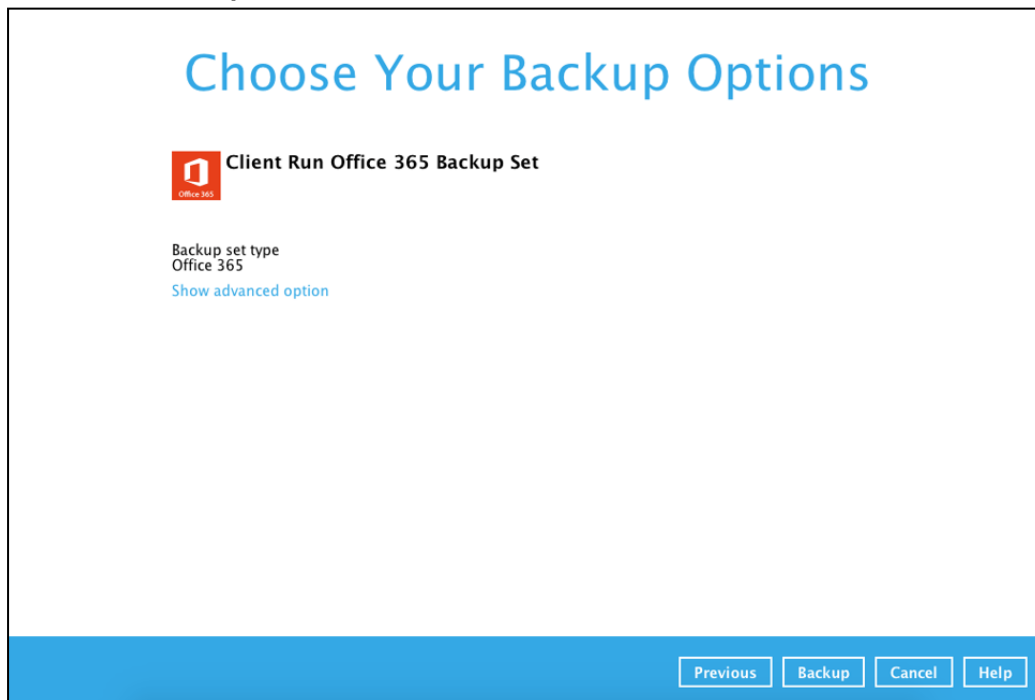 Choose Your Backup Options
Client Run Office 365 Backup Set
Office 365
Backup set type
Office 365
Show advanced option
Previous Backup Cancel Help